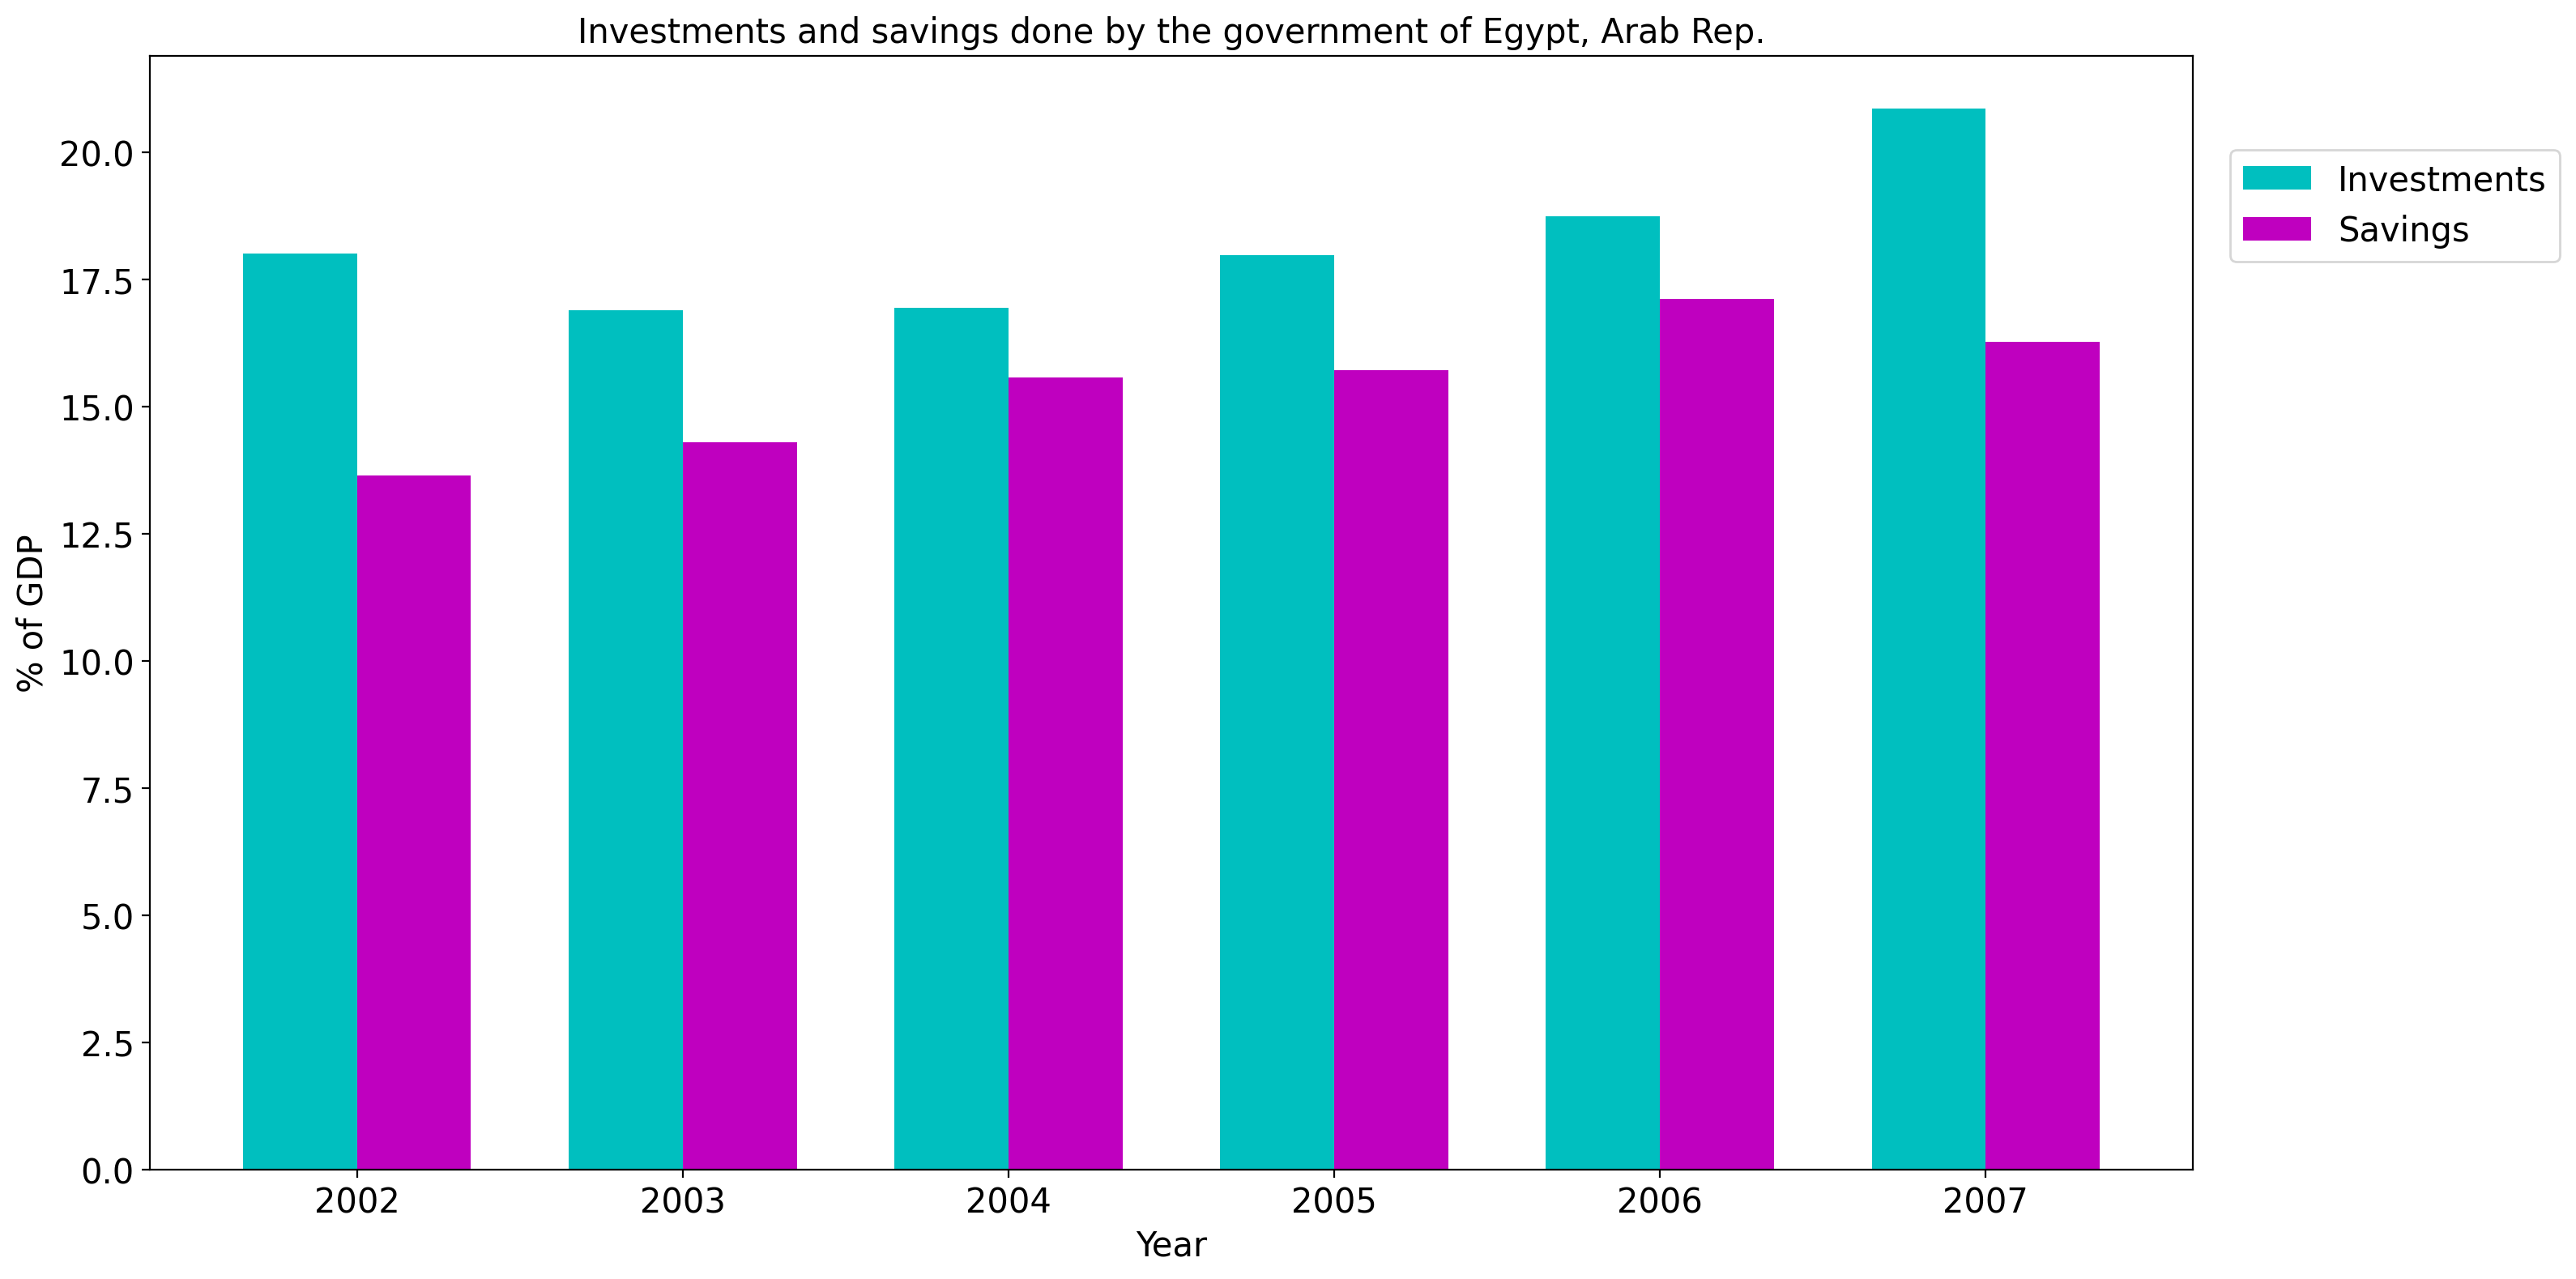 Investments and savings done by the government of Egypt, Arab Rep.
20.0
17.5
15.0
12.5
10.0
7.5
5.0
2.5
0.0
% of GDP
2002 2003 2004 2005 2006 2007
Year
Investments
Savings